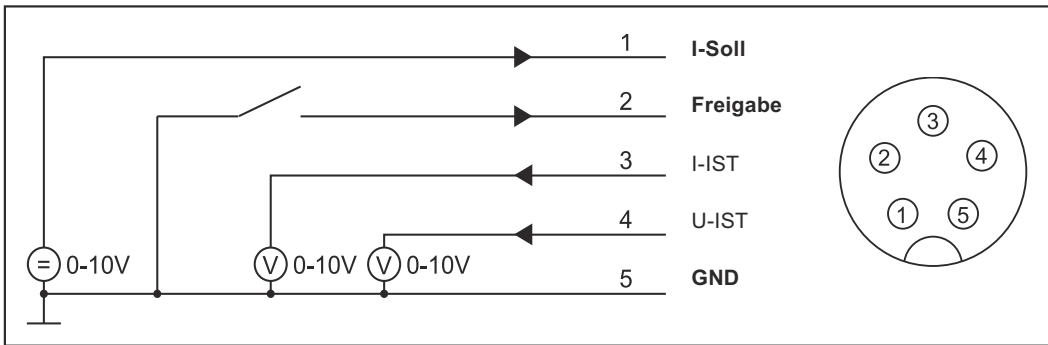 1 I-Soll
2 Freigabe
3 I-IST
4 U-IST
= 0-10V V 0-10V V 0-10V
5 GND
3
2 4
1 5